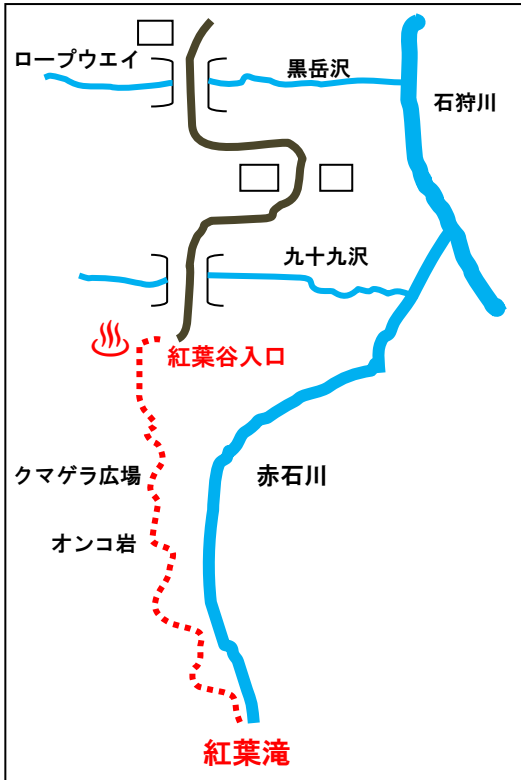 ロープウエイ
黒岳沢
石狩川
九十九沢
紅葉谷入口
クマゲラ広場
赤石川
オンコ岩
紅葉滝